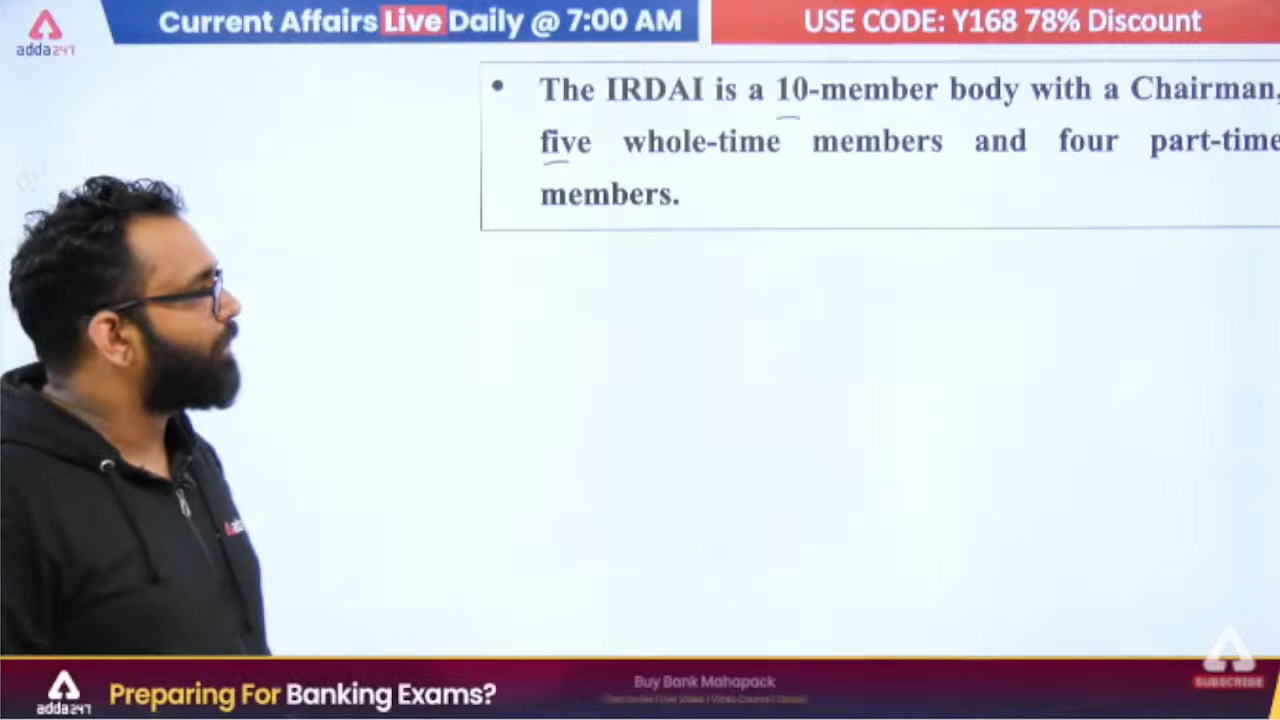 Current Affairs Live Daily @ 7:00 AM
USE CODE: Y168 78% Discount
adda247
• The IRDAI is a 10-member body with a Chairman,
five whole-time members and four part-time
members.
SUBSCRIBE
adda247
Preparing For Banking Exams?
Buy Bank Mahapack